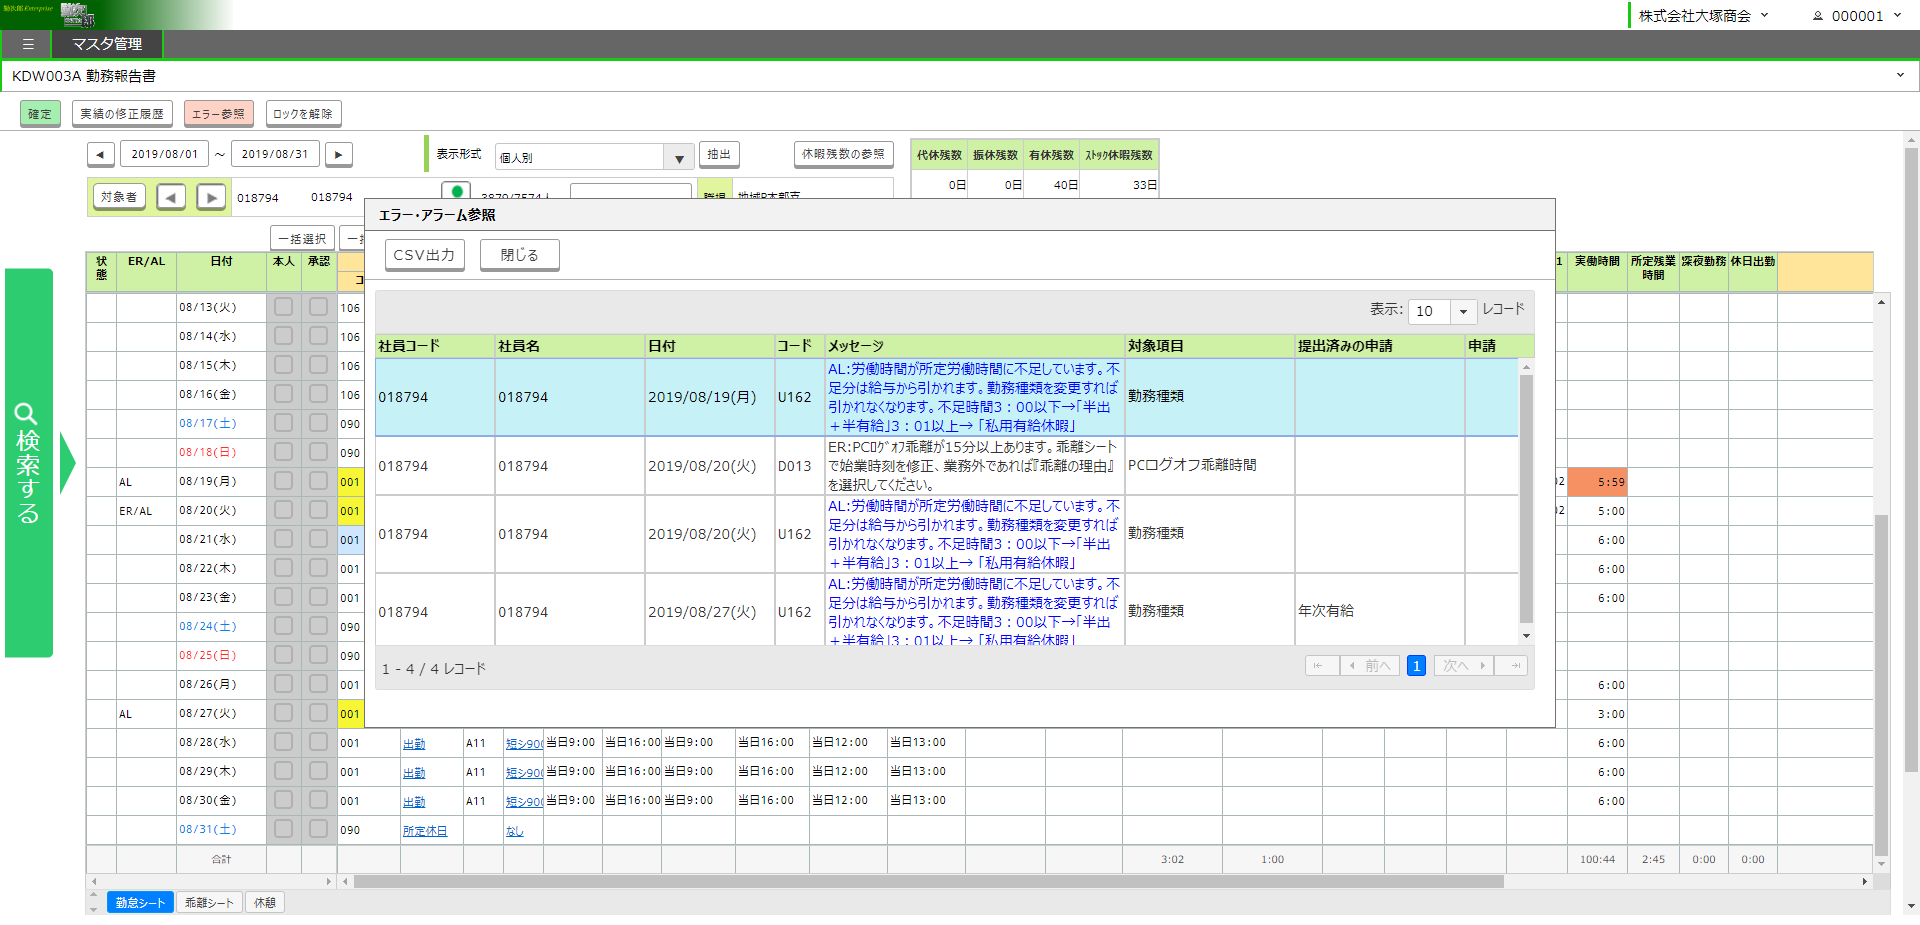 勤次郎Enterprise
株式会社大塚商会
000001
マスタ管理
KDW003A 勤務報告書
確定 実績の修正履歴 エラー参照 ロックを解除
2019/08/01 ～ 2019/08/31
表示形式 個人別 抽出 休暇残数の参照
代休残数 振休残数 有休残数 ｽﾄｯｸ休暇残数
0日 0日 40日 33日
対象者 018794 018794
一括選択
エラー･アラーム参照
CSV出力 閉じる
表示: 10 レコード
社員コード 社員名 日付 コード メッセージ 対象項目 提出済みの申請 申請
018794 018794 2019/08/19(月) U162
AL:労働時間が所定労働時間に不足しています。不
足分は給与から引かれます。勤務種類を変更すれば
引かれなくなります。不足時間3：00以下→｢半出
＋半有給｣3：01以上→｢私用有給休暇｣
勤務種類
018794 018794 2019/08/20(火) D013
ER:PCﾛｸﾞｵﾌ乖離が15分以上あります。乖離シート
で始業時刻を修正、業務外であれば『乖離の理由』
を選択してください。
PCログオフ乖離時間
018794 018794 2019/08/20(火) U162
AL:労働時間が所定労働時間に不足しています。不
足分は給与から引かれます。勤務種類を変更すれば
引かれなくなります。不足時間3：00以下→｢半出
＋半有給｣3：01以上→｢私用有給休暇｣
勤務種類
018794 018794 2019/08/27(火) U162
AL:労働時間が所定労働時間に不足しています。不
足分は給与から引かれます。勤務種類を変更すれば
引かれなくなります。不足時間3：00以下→｢半出
＋半有給｣3：01以上→｢私用有給休暇｣
勤務種類 年次有給
1 - 4 / 4 レコード
前へ 1 次へ
検索する
状態 ER/AL 日付 本人 承認
実働時間 所定残業時間 深夜勤務 休日出勤
08/13(火) 106
08/14(水) 106
08/15(木) 106
08/16(金) 106
08/17(土) 090
08/18(日) 090
AL 08/19(月) 001 5:59
ER/AL 08/20(火) 001 5:00
08/21(水) 001 6:00
08/22(木) 001 6:00
08/23(金) 001 6:00
08/24(土) 090
08/25(日) 090
08/26(月) 001 6:00
AL 08/27(火) 001 3:00
08/28(水) 001 出勤 A11 短ｼ900 当日9:00 当日16:00 当日9:00 当日16:00 当日12:00 当日13:00 6:00
08/29(木) 001 出勤 A11 短ｼ900 当日9:00 当日16:00 当日9:00 当日16:00 当日12:00 当日13:00 6:00
08/30(金) 001 出勤 A11 短ｼ900 当日9:00 当日16:00 当日9:00 当日16:00 当日12:00 当日13:00 6:00
08/31(土) 090 所定休日 なし
合計 3:02 1:00 100:44 2:45 0:00 0:00
勤怠シート 乖離シート 休憩